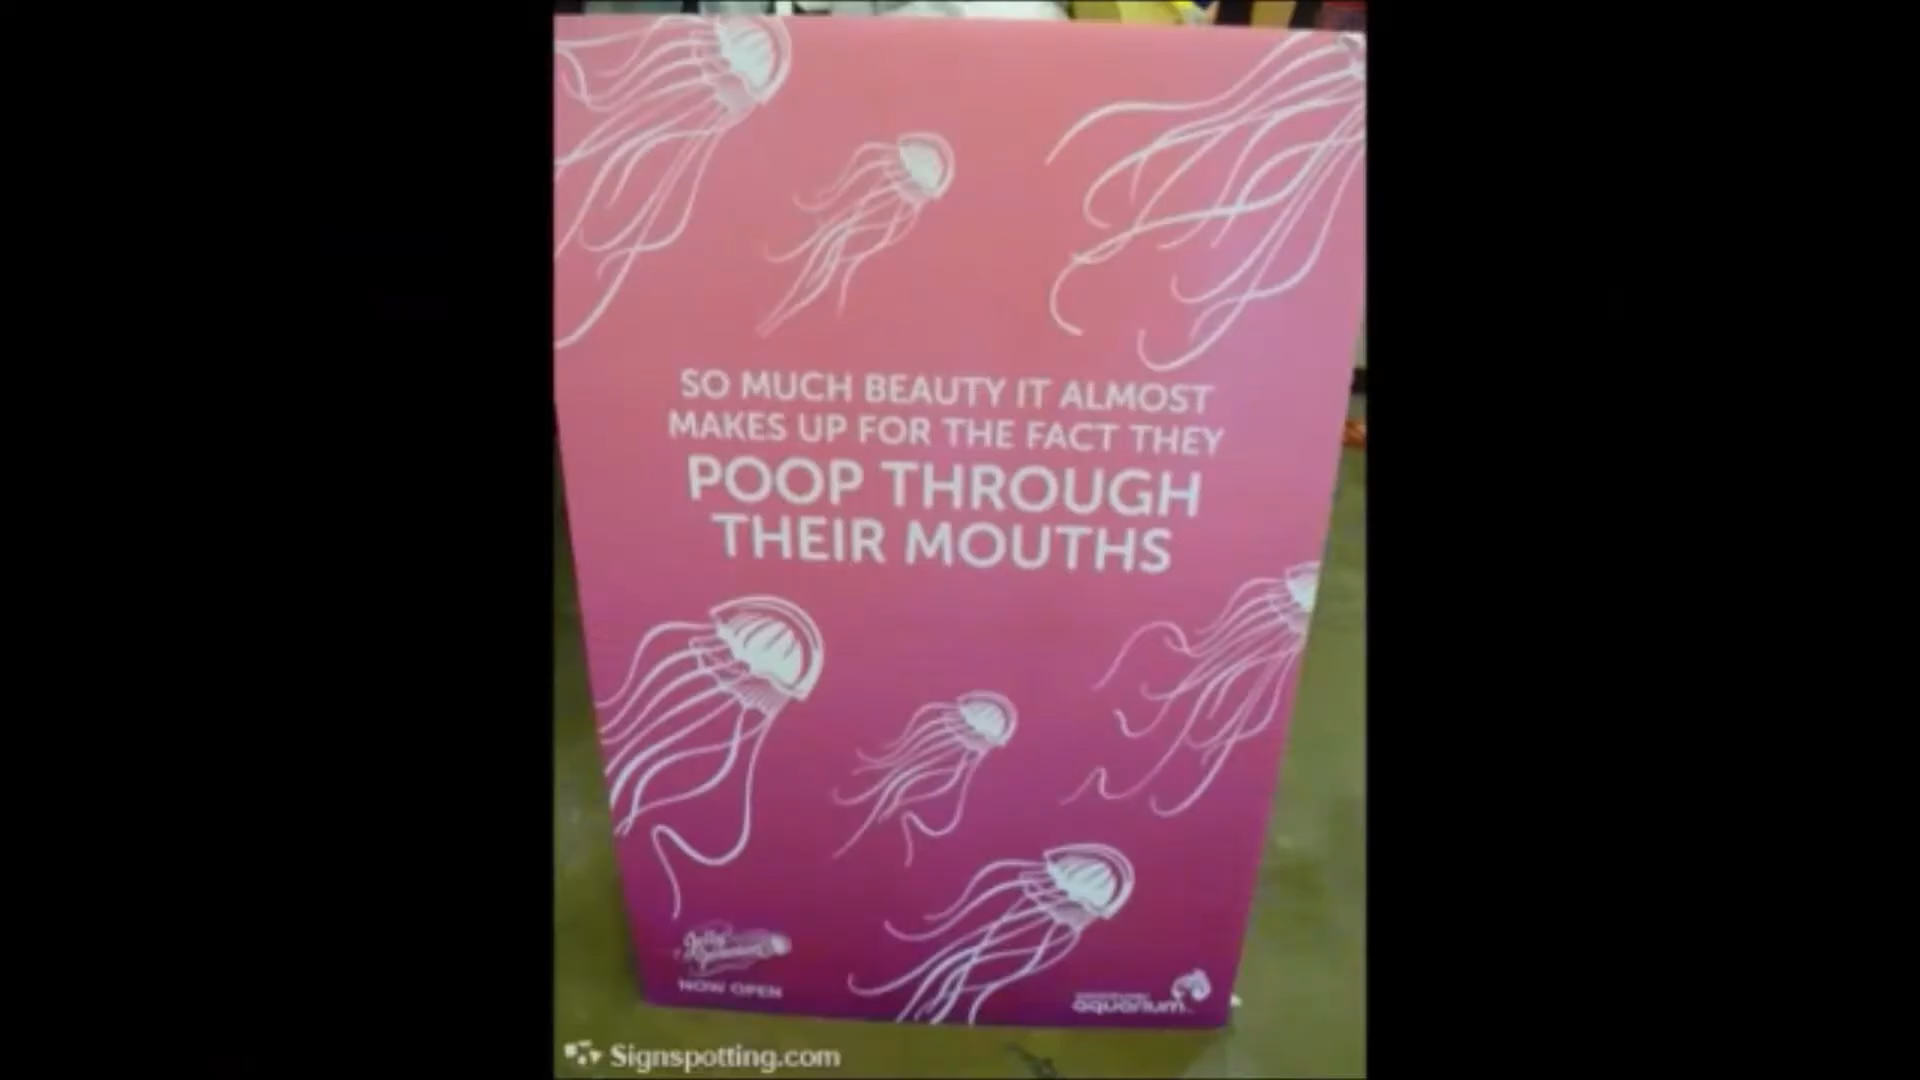 SO MUCH BEAUTY IT ALMOST
MAKES UP FOR THE FACT THEY
POOP THROUGH
THEIR MOUTHS
Jelly
NOW OPEN
aquarium
Signspotting.com